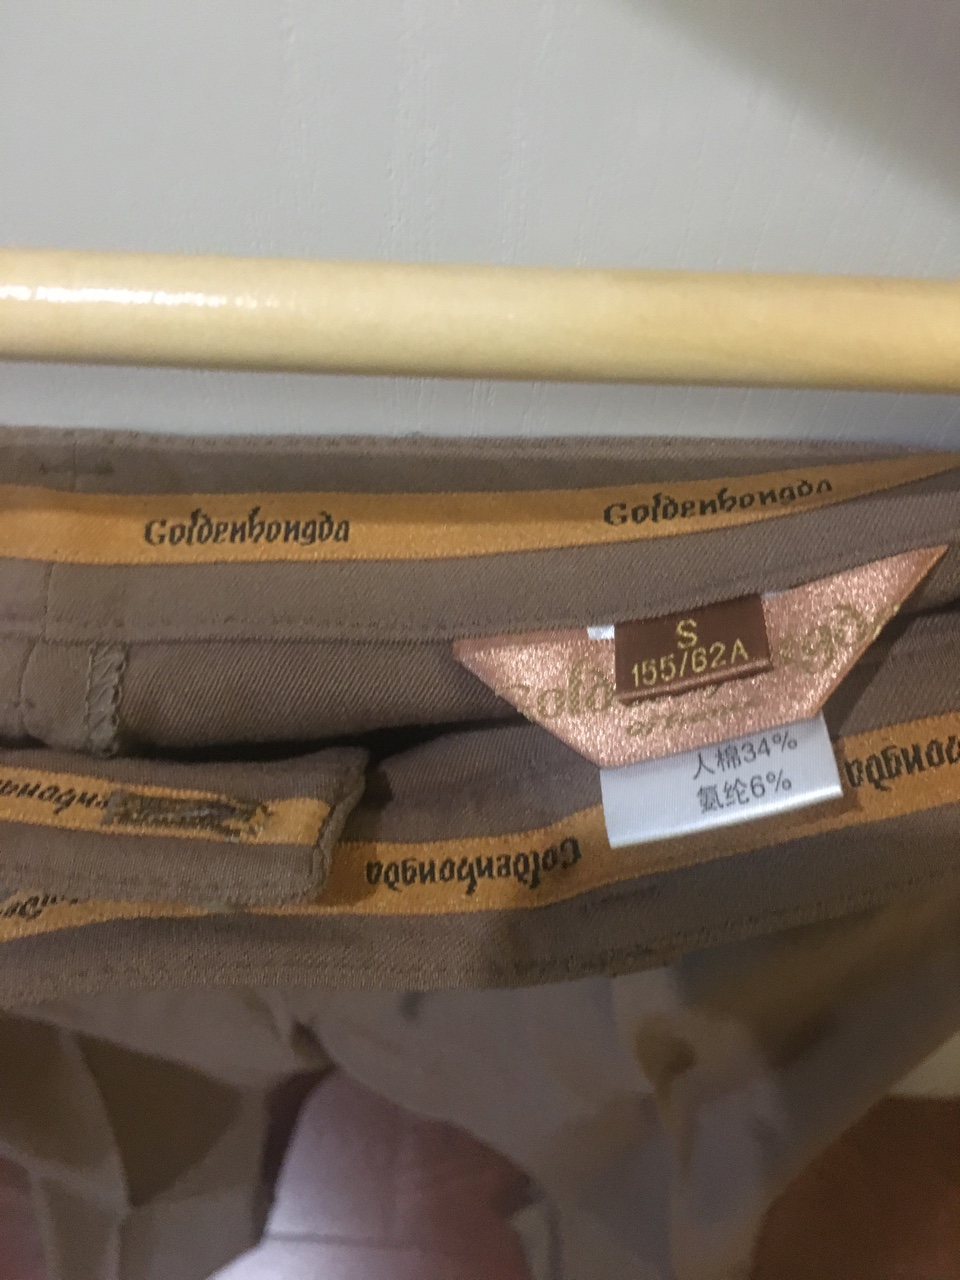 Goldenbongda
Goldenbongda
S
155/62A
人棉34%
氨纶6%
Goldenbongda